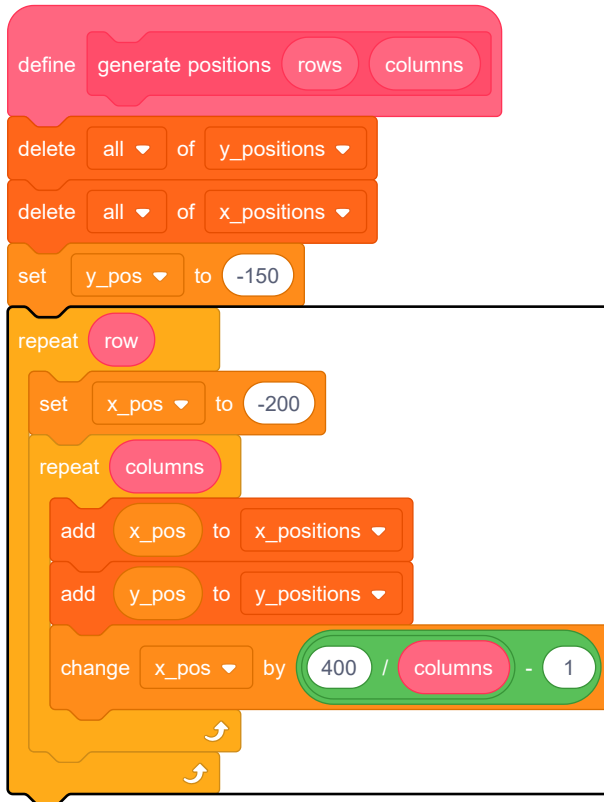 define generate positions rows columns
delete all of y_positions
delete all of x_positions
set y_pos to -150
repeat row
set x_pos to -200
repeat columns
add x_pos to x_positions
add y_pos to y_positions
change x_pos by 400 / columns - 1